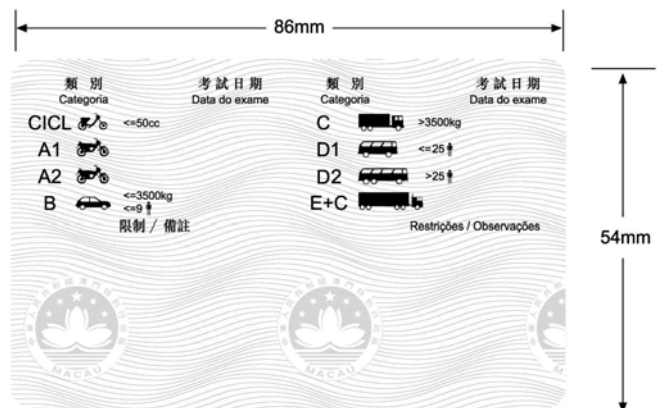 86mm
類 別 考試日期 類 別 考試日期
Categoria Data do exame Categoria Data do exame
CICL <=50cc C >3500kg
A1 D1 <=25
A2 D2 >25
B <=3500kg E+C
<=9
限制 / 備註 Restrições / Observações
54mm
MACAU MACAU